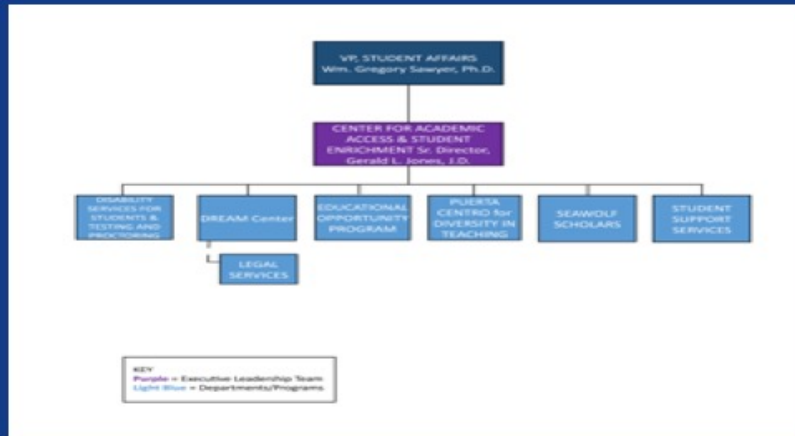 VP, STUDENT AFFAIRS
Wm. Gregory Sawyer, Ph.D.
CENTER FOR ACADEMIC
ACCESS & STUDENT
ENRICHMENT Sr. Director,
Gerald L. Jones, J.D.
DISABILITY
SERVICES FOR
STUDENTS &
TESTING AND
PROCTORING
DREAM Center
EDUCATIONAL
OPPORTUNITY
PROGRAM
PUERTA
CENTRO for
DIVERSITY IN
TEACHING
SEAWOLF
SCHOLARS
STUDENT
SUPPORT
SERVICES
LEGAL
SERVICES
KEY
Purple = Executive Leadership Team
Light Blue = Departments/Programs